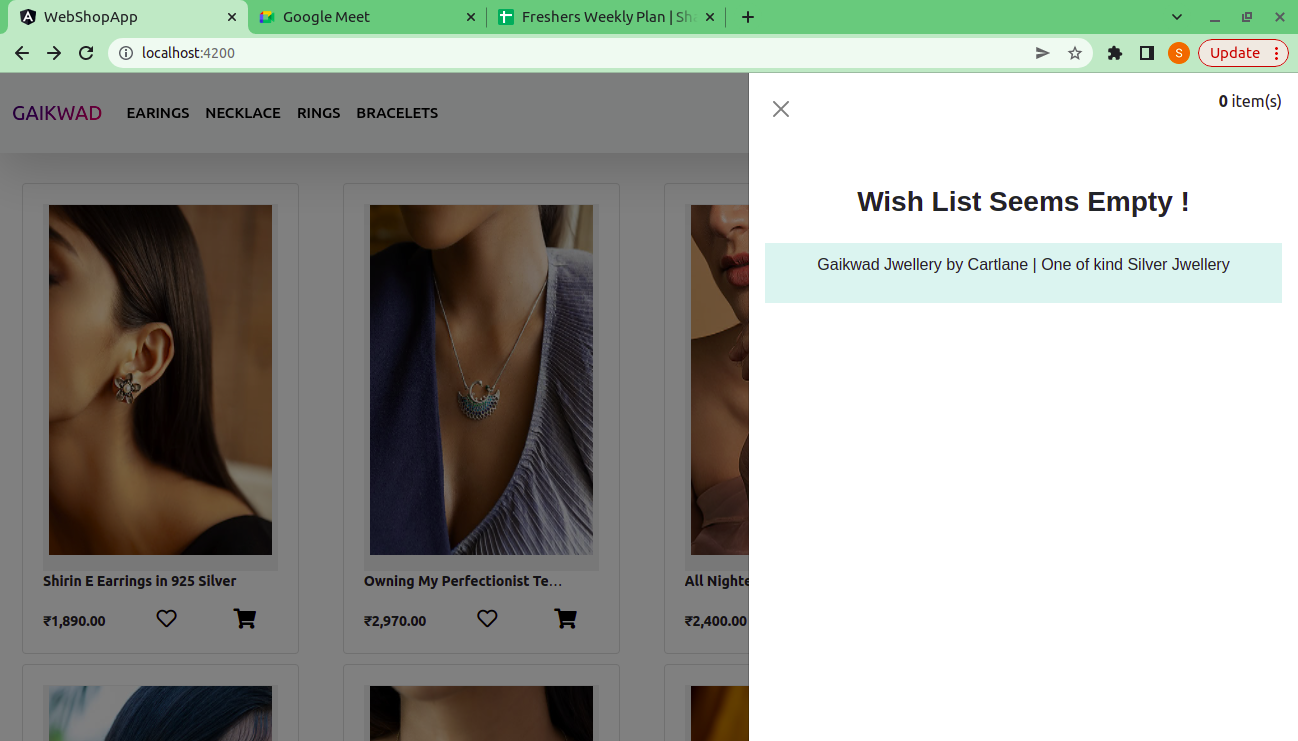 WebShopApp
Google Meet
Freshers Weekly Plan | Sh
localhost:4200
S
Update
GAIKWAD
EARINGS
NECKLACE
RINGS
BRACELETS
0 item(s)
Wish List Seems Empty !
Gaikwad Jwellery by Cartlane | One of kind Silver Jwellery
Shirin E Earrings in 925 Silver
Owning My Perfectionist Te...
All Nighte
₹1,890.00
₹2,970.00
₹2,400.00